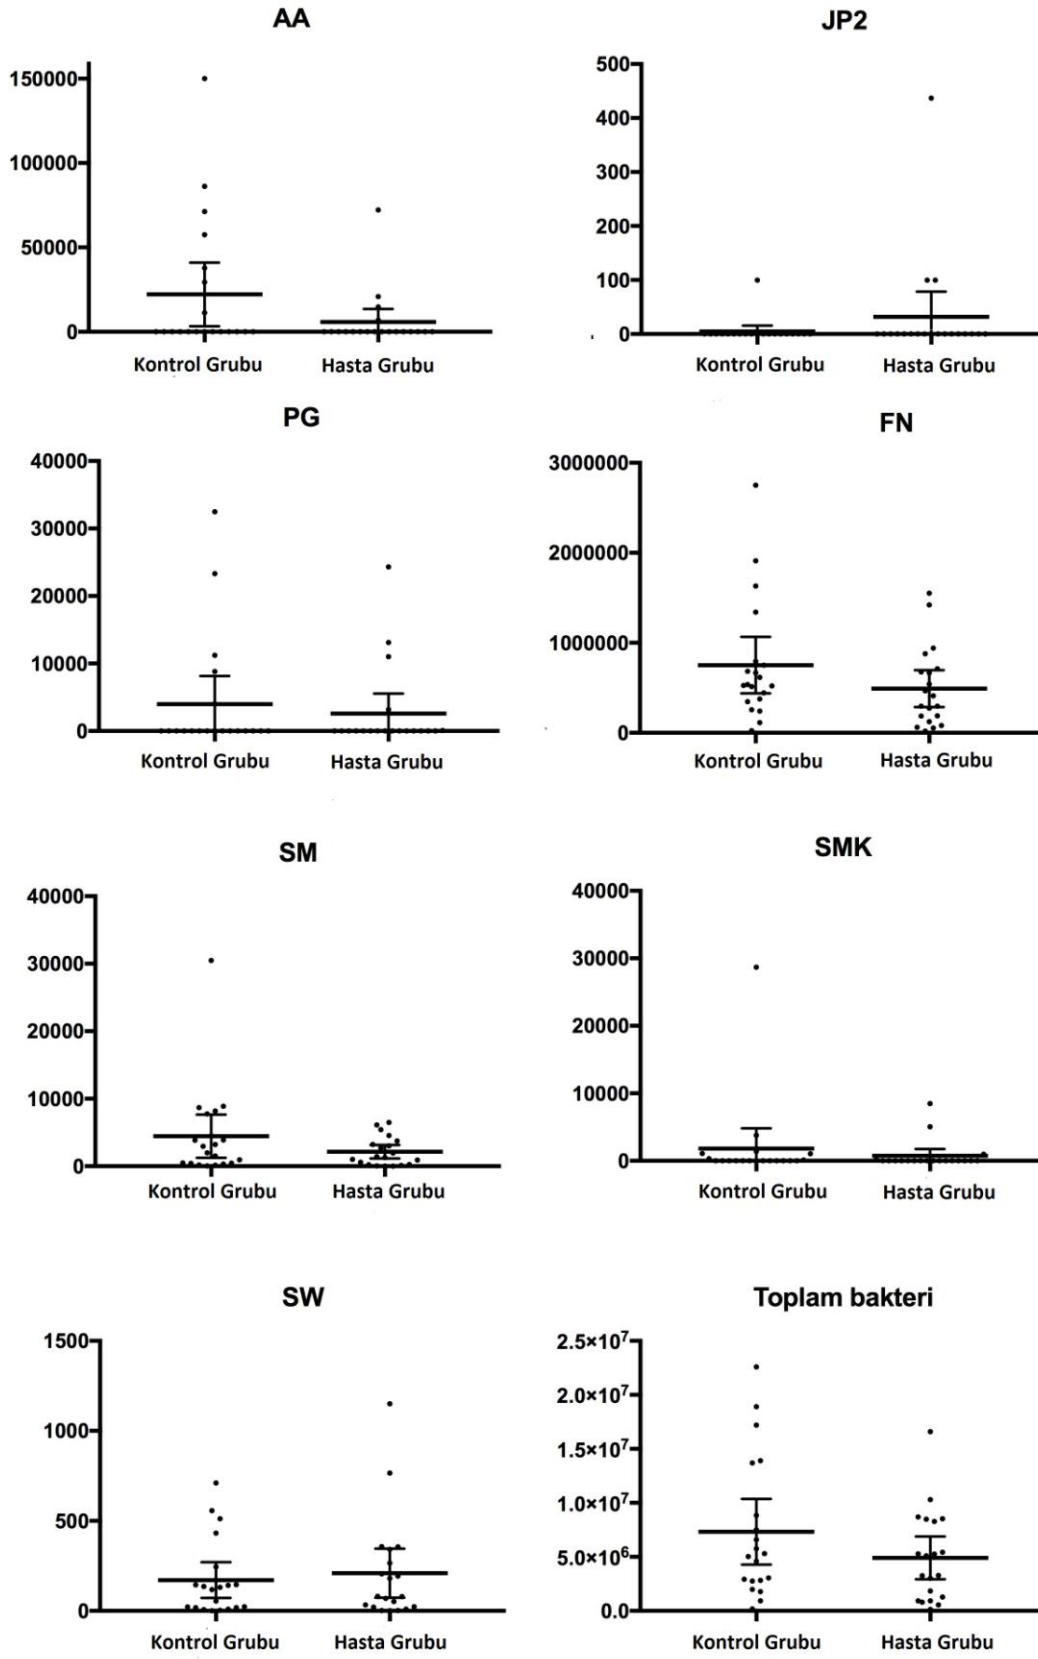 AA
150000
100000
50000
0
Kontrol Grubu Hasta Grubu
JP2
500
400
300
200
100
0
Kontrol Grubu Hasta Grubu
PG
40000
30000
20000
10000
0
Kontrol Grubu Hasta Grubu
FN
3000000
2000000
1000000
0
Kontrol Grubu Hasta Grubu
SM
40000
30000
20000
10000
0
Kontrol Grubu Hasta Grubu
SMK
40000
30000
20000
10000
0
Kontrol Grubu Hasta Grubu
SW
1500
1000
500
0
Kontrol Grubu Hasta Grubu
Toplam bakteri
2.5×10⁷
2.0×10⁷
1.5×10⁷
1.0×10⁷
5.0×10⁶
0.0
Kontrol Grubu Hasta Grubu